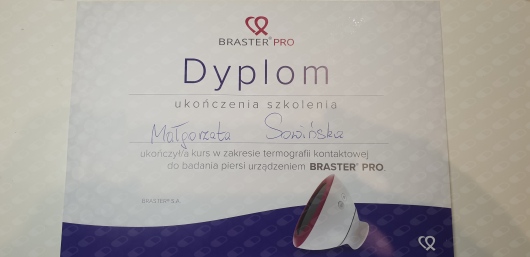 BRASTER® PRO
Dyplom
ukończenia szkolenia
Małgorzata Sowińska
ukończył/a kurs w zakresie termografii kontaktowej
do badania piersi urządzeniem BRASTER® PRO.
BRASTER® S.A.